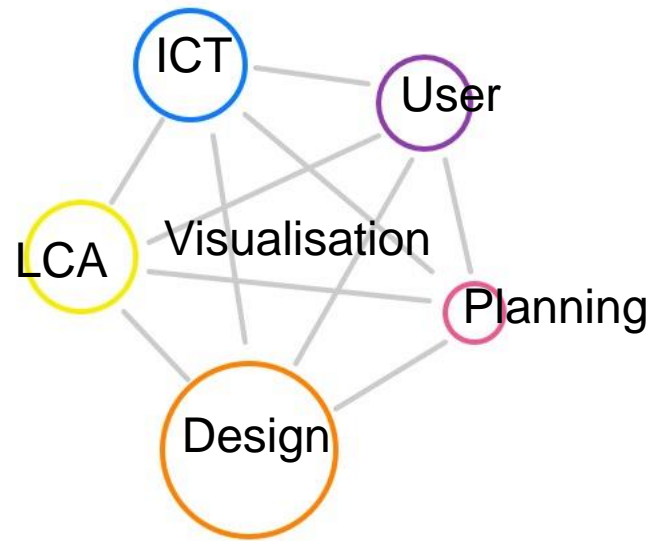 ICT
User
Visualisation
LCA
Planning
Design